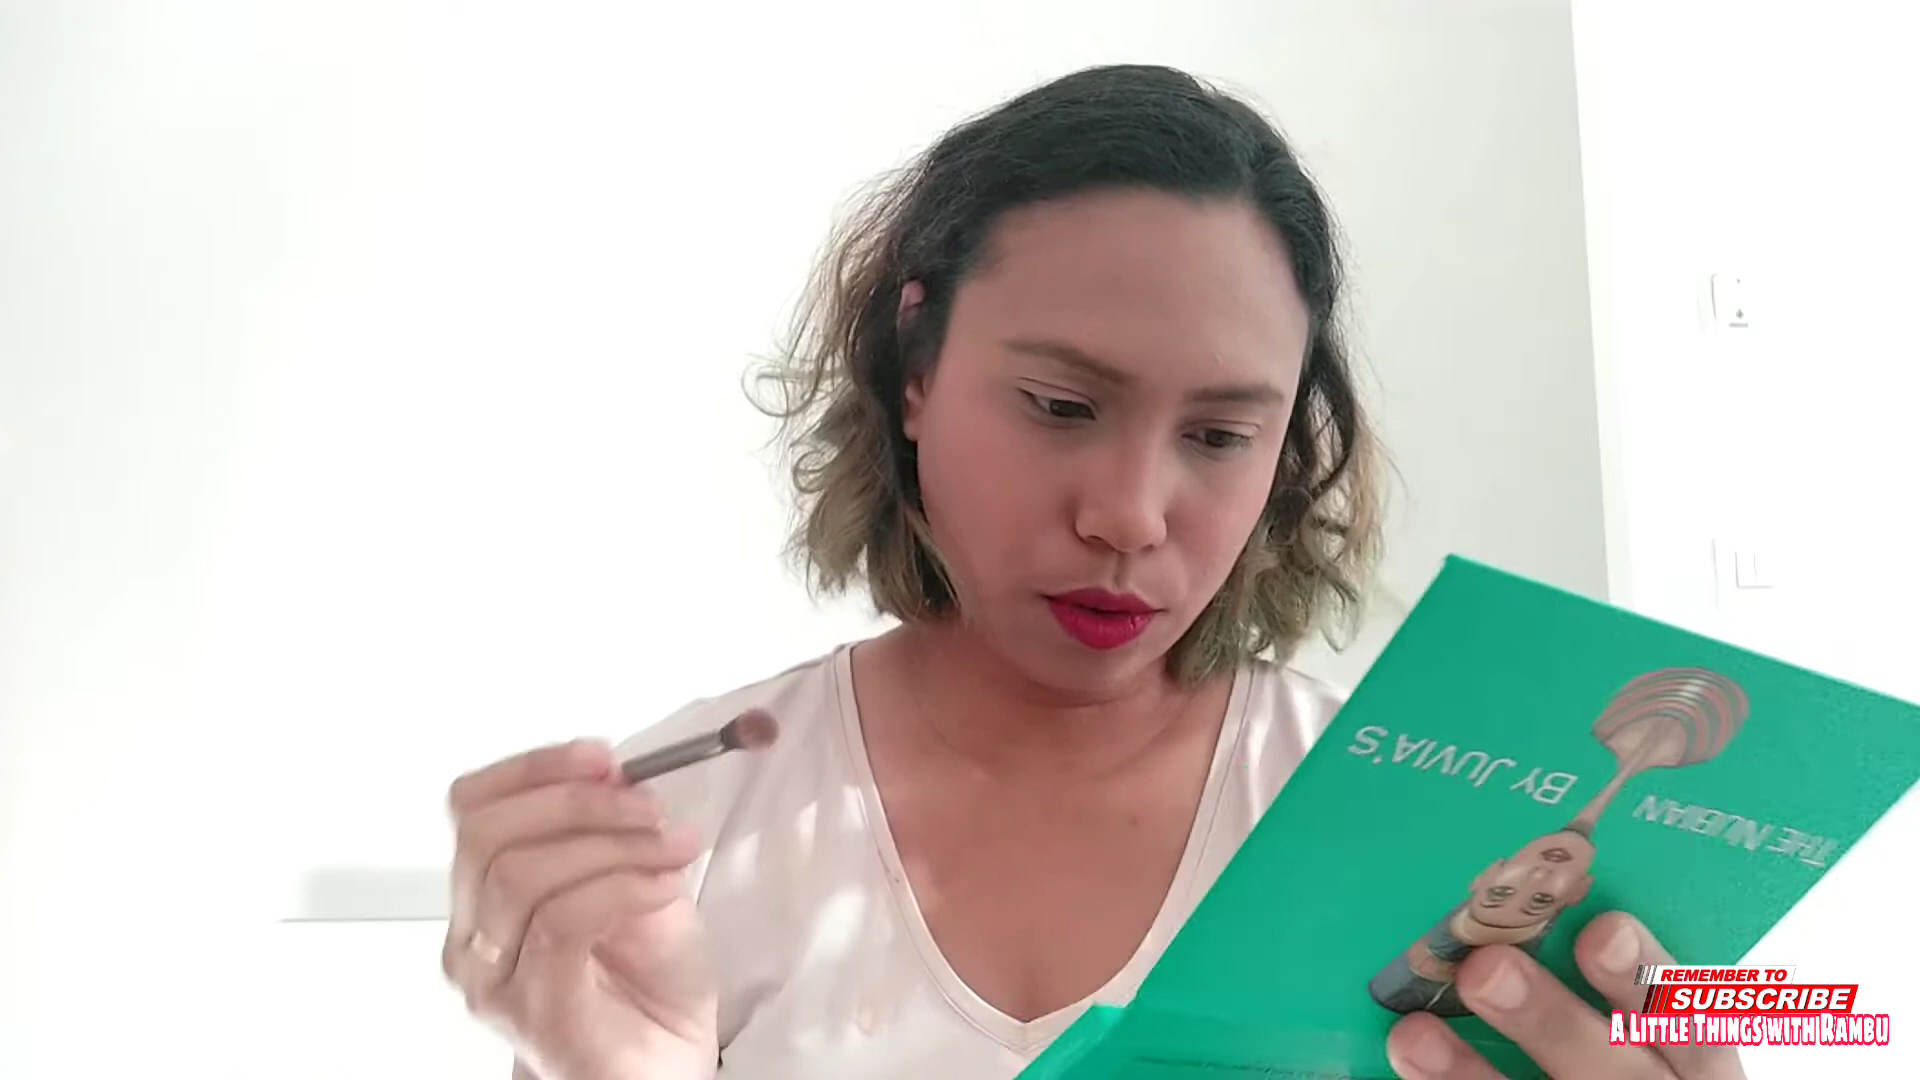 THE NUBIAN
BY JUVIA'S
REMEMBER TO
SUBSCRIBE
A LITTLE THINGS WITH RAMBU